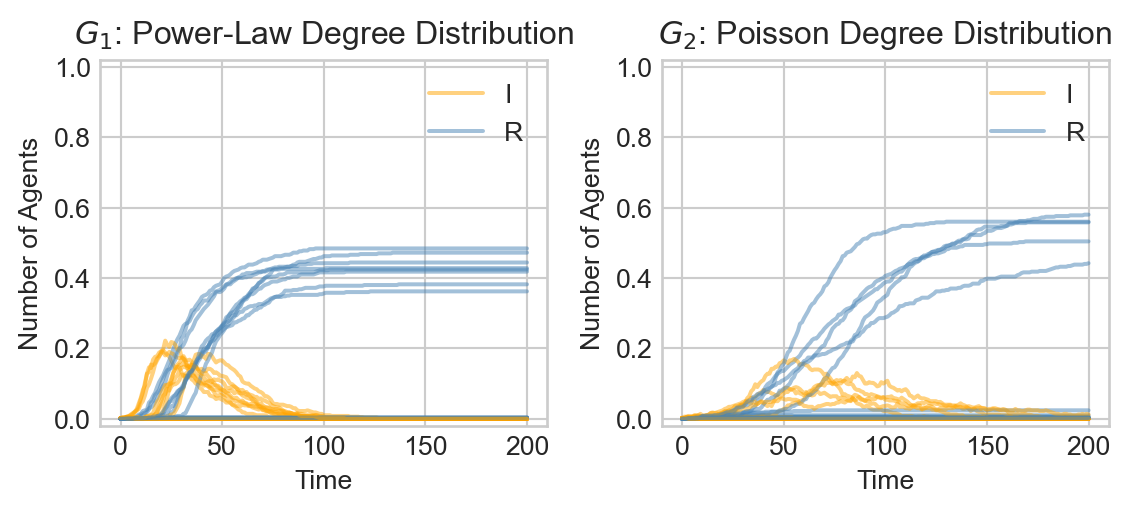 G₁: Power-Law Degree Distribution
1.0
0.8
0.6
0.4
0.2
0.0
Number of Agents
I
R
0
50
100
150
200
Time
G₂: Poisson Degree Distribution
1.0
0.8
0.6
0.4
0.2
0.0
Number of Agents
I
R
0
50
100
150
200
Time